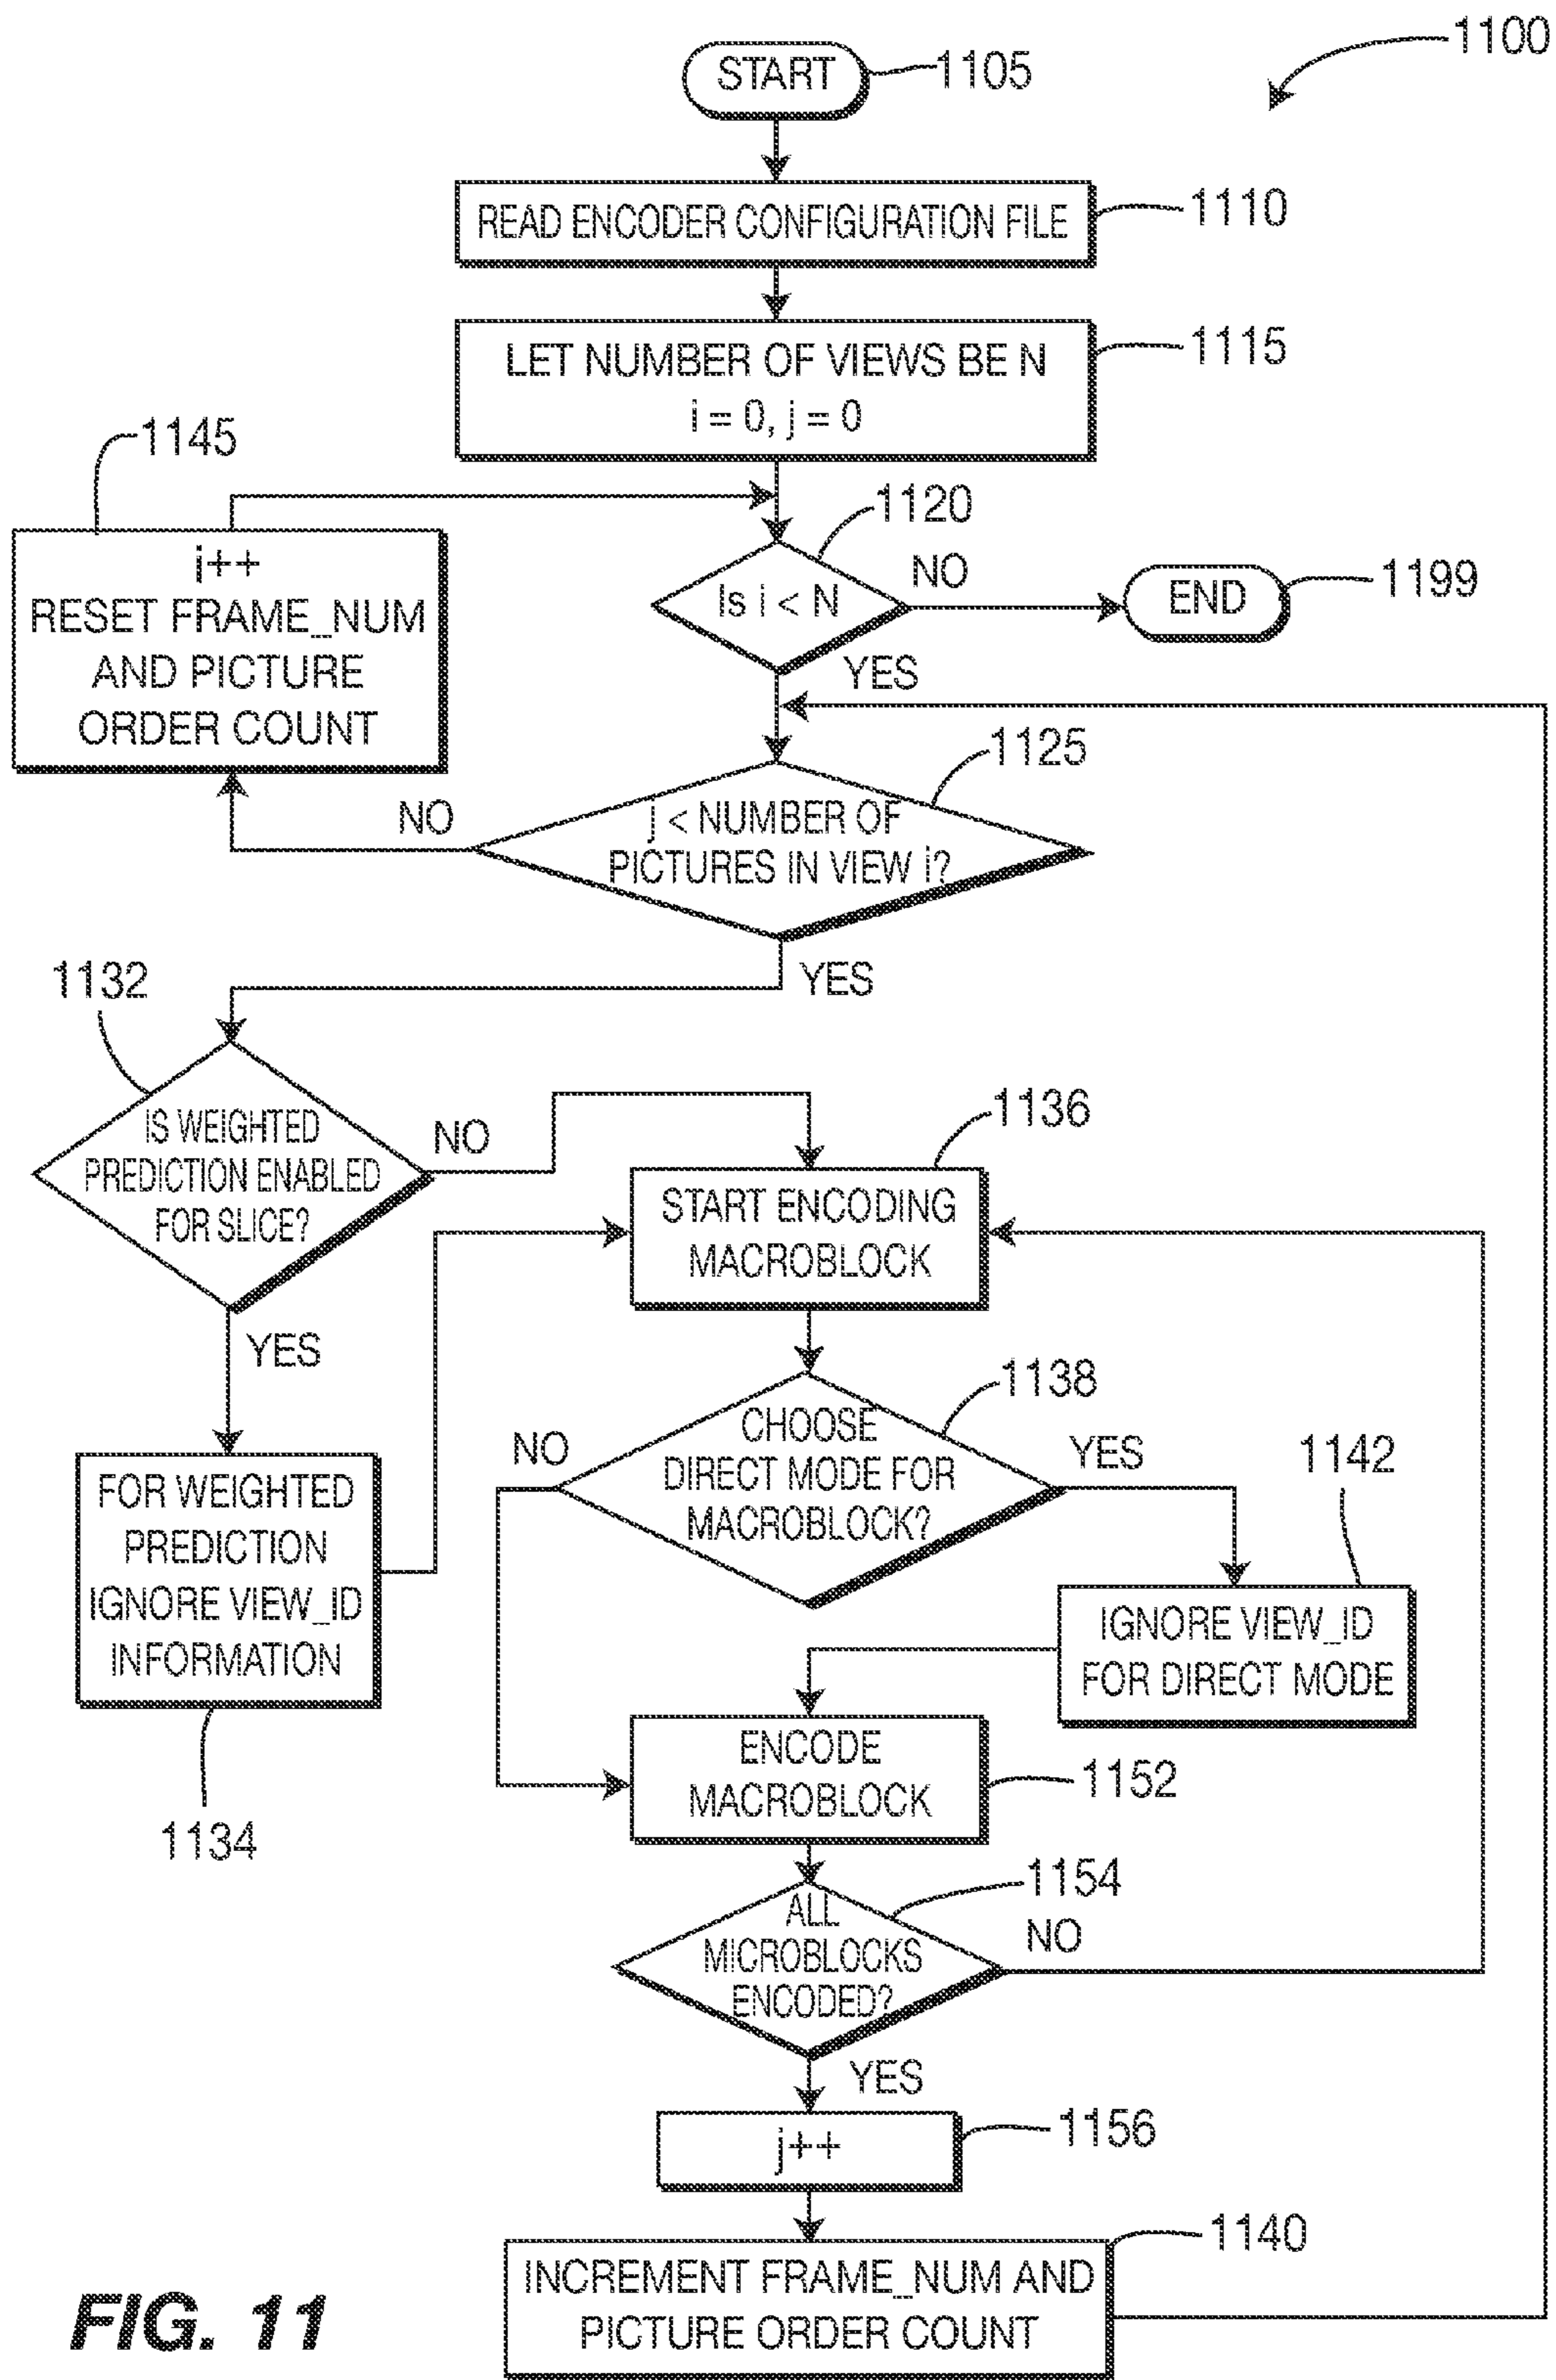 1100
START
1105
READ ENCODER CONFIGURATION FILE
1110
LET NUMBER OF VIEWS BE N
i = 0, j = 0
1115
1145
i++
RESET FRAME_NUM
AND PICTURE
ORDER COUNT
1120
Is i < N
NO
END
1199
YES
1125
j < NUMBER OF
PICTURES IN VIEW i?
NO
YES
1132
IS WEIGHTED
PREDICTION ENABLED
FOR SLICE?
NO
YES
1136
START ENCODING
MACROBLOCK
FOR WEIGHTED
PREDICTION
IGNORE VIEW_ID
INFORMATION
1134
1138
CHOOSE
DIRECT MODE FOR
MACROBLOCK?
NO
YES
1142
IGNORE VIEW_ID
FOR DIRECT MODE
ENCODE
MACROBLOCK
1152
1154
ALL
MICROBLOCKS
ENCODED?
NO
YES
j++
1156
1140
INCREMENT FRAME_NUM AND
PICTURE ORDER COUNT
FIG. 11